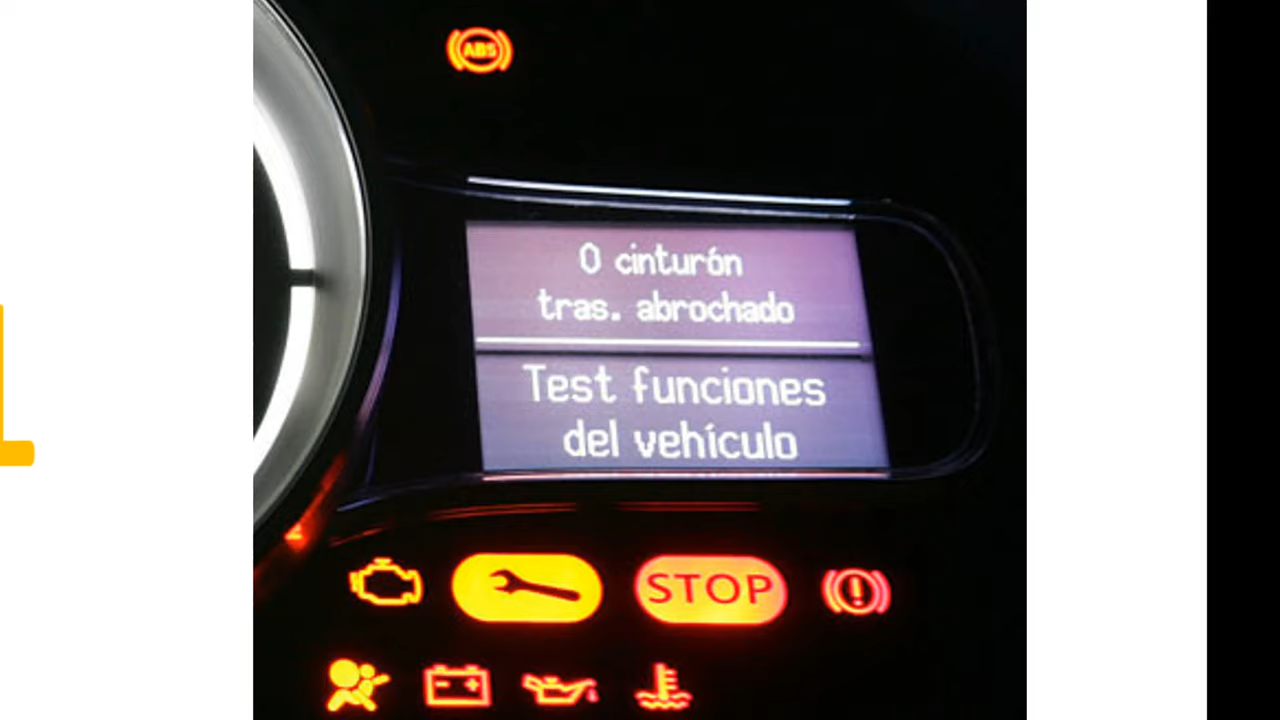 ABS
0 cinturón
tras. abrochado
Test funciones
del vehículo
STOP